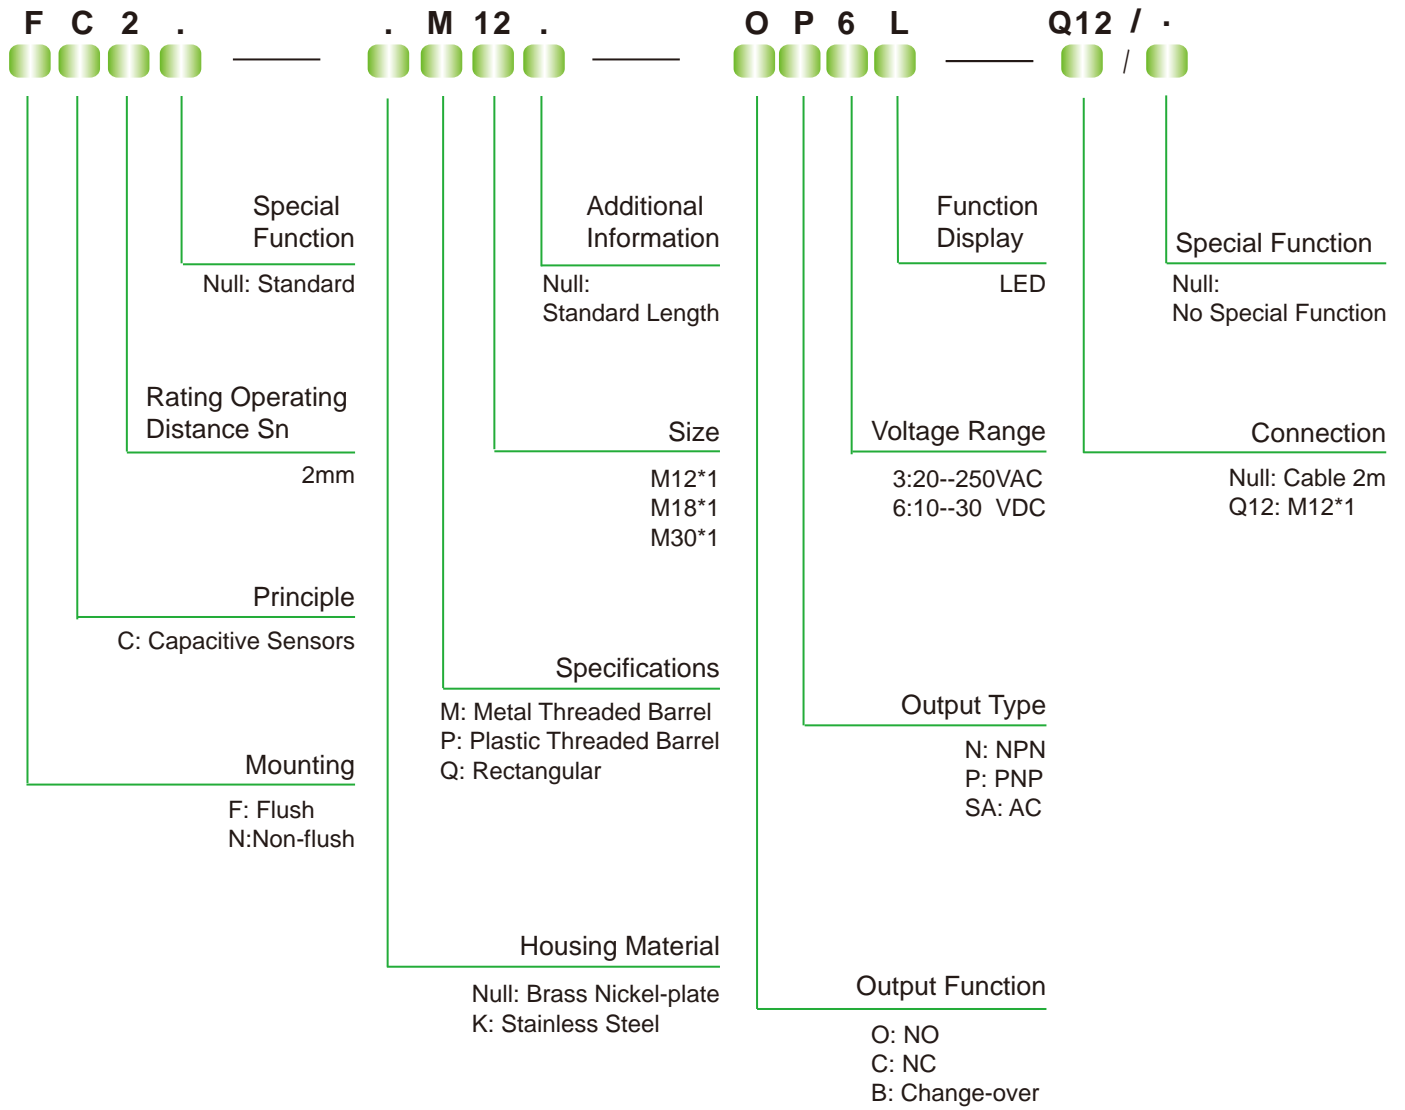 F C 2 . . M 12 . O P 6 L Q12 / ·
/
Special
Function
Null: Standard
Additional
Information
Null:
Standard Length
Function
Display
LED
Special Function
Null:
No Special Function
Rating Operating
Distance Sn
2mm
Size
M12*1
M18*1
M30*1
Voltage Range
3:20--250VAC
6:10--30 VDC
Connection
Null: Cable 2m
Q12: M12*1
Principle
C: Capacitive Sensors
Specifications
M: Metal Threaded Barrel
P: Plastic Threaded Barrel
Q: Rectangular
Output Type
N: NPN
P: PNP
SA: AC
Mounting
F: Flush
N:Non-flush
Housing Material
Null: Brass Nickel-plate
K: Stainless Steel
Output Function
O: NO
C: NC
B: Change-over